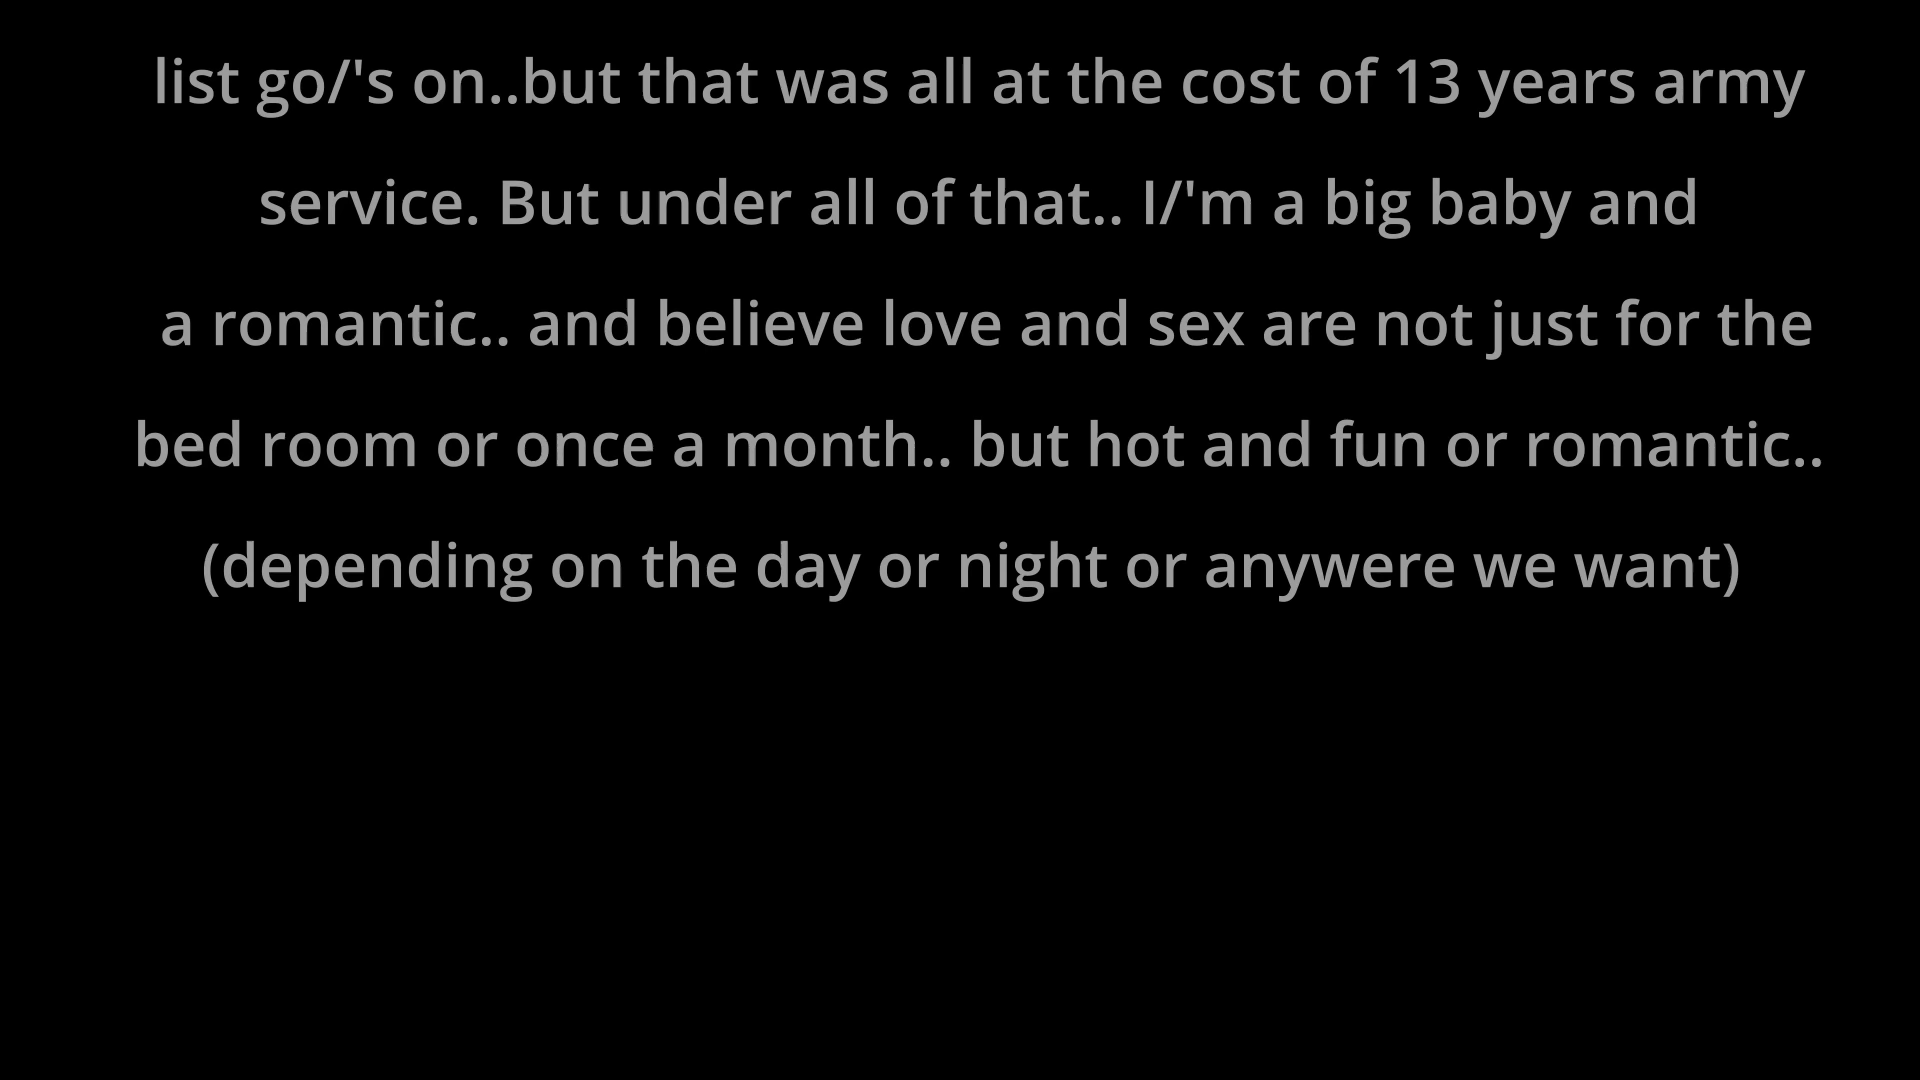 list go/'s on..but that was all at the cost of 13 years army
service. But under all of that.. I/'m a big baby and
a romantic.. and believe love and sex are not just for the
bed room or once a month.. but hot and fun or romantic..
(depending on the day or night or anywere we want)